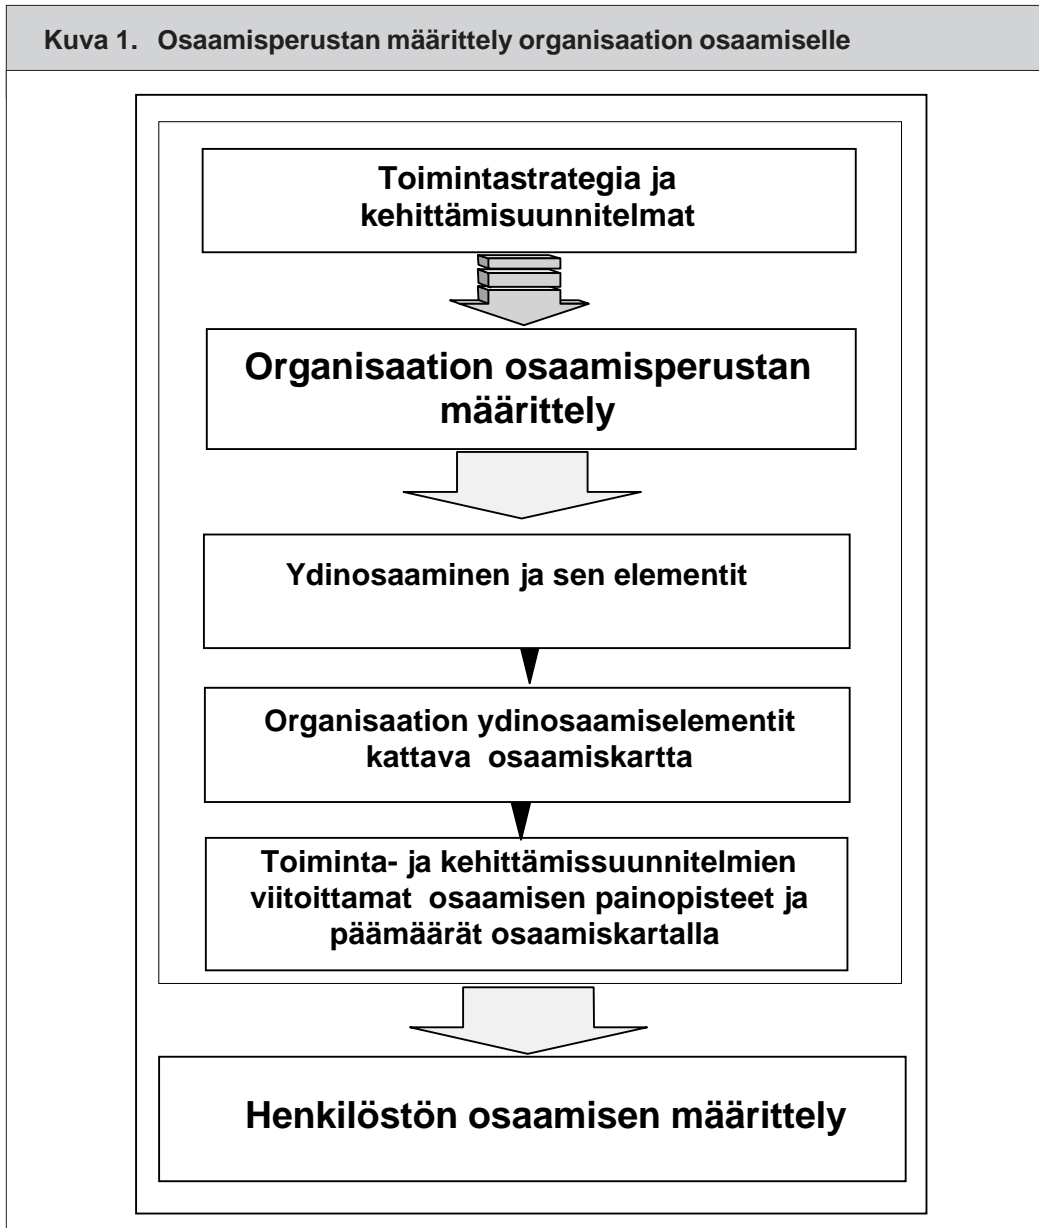 Kuva 1. Osaamisperustan määrittely organisaation osaamiselle
Toimintastrategia ja
kehittämisuunnitelmat
Organisaation osaamisperustan
määrittely
Ydinosaaminen ja sen elementit
Organisaation ydinosaamiselementit
kattava osaamiskartta
Toiminta- ja kehittämissuunnitelmien
viitoittamat osaamisen painopisteet ja
päämäärät osaamiskartalla
Henkilöstön osaamisen määrittely